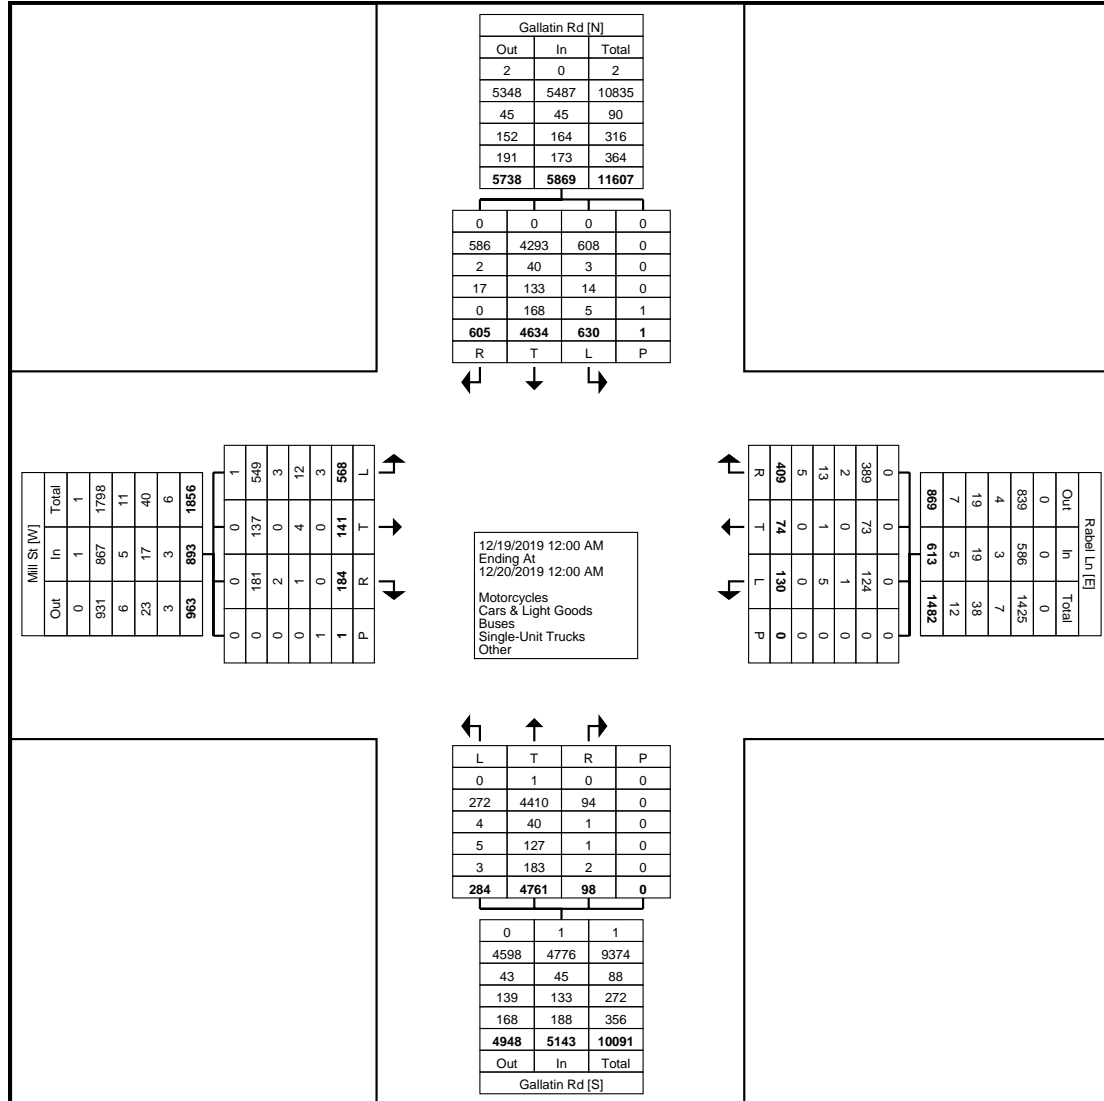 Gallatin Rd [N]
Out In Total
2 0 2
5348 5487 10835
45 45 90
152 164 316
191 173 364
5738 5869 11607
0 0 0 0
586 4293 608 0
2 40 3 0
17 133 14 0
0 168 5 1
605 4634 630 1
R T L P
Mill St [W]
Total 1 1798 11 40 6 1856
In 1 867 5 17 3 893
Out 0 931 6 23 3 963
1 549 3 12 3 568 L
0 137 0 4 0 141 T
0 181 2 1 0 184 R
0 0 0 0 1 1 P
12/19/2019 12:00 AM
Ending At
12/20/2019 12:00 AM
Motorcycles
Cars & Light Goods
Buses
Single-Unit Trucks
Other
R 409 5 13 2 389 0
T 74 0 1 0 73 0
L 130 0 5 1 124 0
P 0 0 0 0 0 0
Rabel Ln [E]
Out In Total
0 0 0
839 586 1425
4 3 7
19 19 38
7 5 12
869 613 1482
L T R P
0 1 0 0
272 4410 94 0
4 40 1 0
5 127 1 0
3 183 2 0
284 4761 98 0
0 1 1
4598 4776 9374
43 45 88
139 133 272
168 188 356
4948 5143 10091
Out In Total
Gallatin Rd [S]